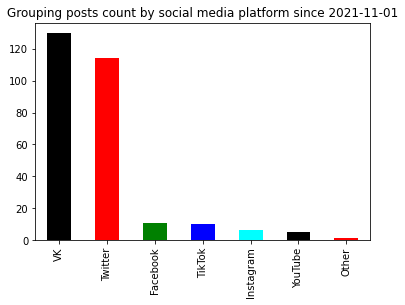 Grouping posts count by social media platform since 2021-11-01
120
100
80
60
40
20
0
VK
Twitter
Facebook
TikTok
Instagram
YouTube
Other